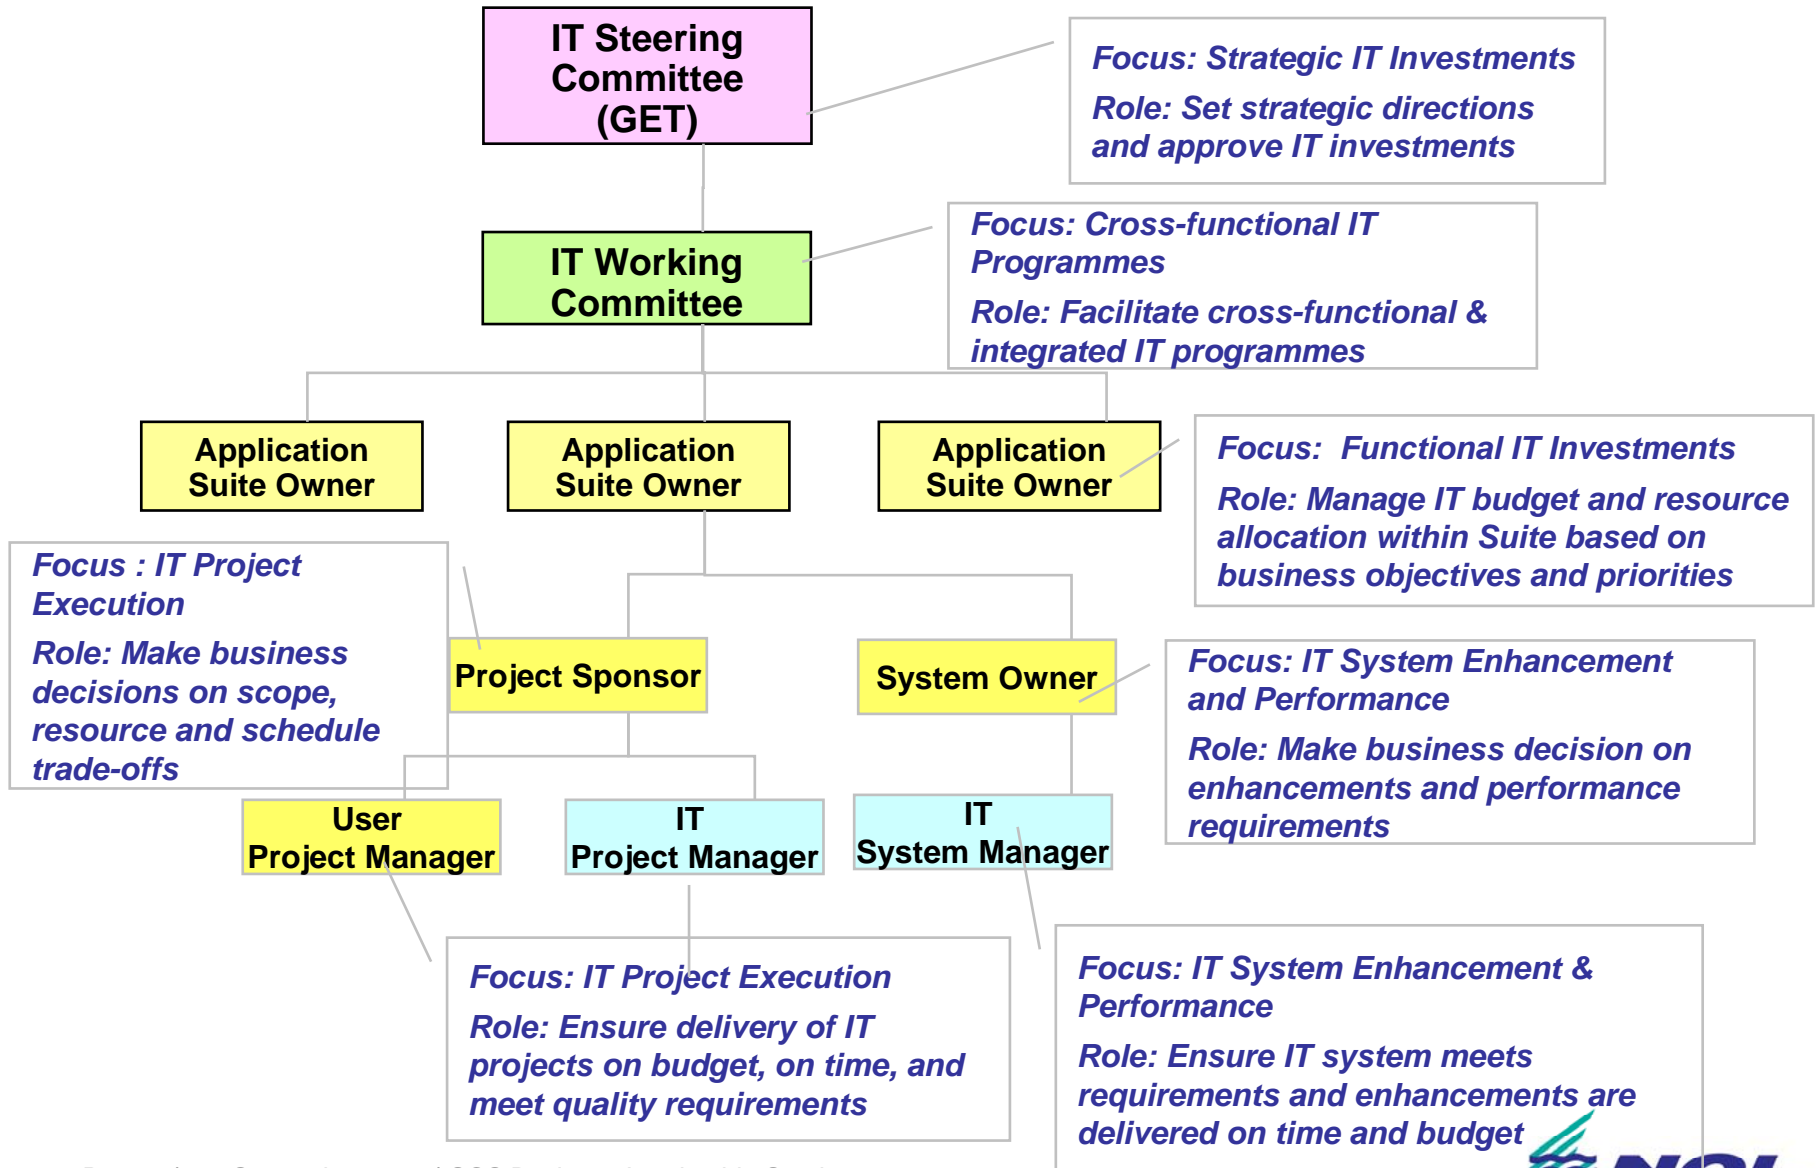 IT Steering
Committee
(GET)
Focus: Strategic IT Investments
Role: Set strategic directions
and approve IT investments
IT Working
Committee
Focus: Cross-functional IT
Programmes
Role: Facilitate cross-functional &
integrated IT programmes
Application
Suite Owner
Application
Suite Owner
Application
Suite Owner
Focus: Functional IT Investments
Role: Manage IT budget and resource
allocation within Suite based on
business objectives and priorities
Focus : IT Project
Execution
Role: Make business
decisions on scope,
resource and schedule
trade-offs
Project Sponsor
System Owner
Focus: IT System Enhancement
and Performance
Role: Make business decision on
enhancements and performance
requirements
User
Project Manager
IT
Project Manager
IT
System Manager
Focus: IT Project Execution
Role: Ensure delivery of IT
projects on budget, on time, and
meet quality requirements
Focus: IT System Enhancement &
Performance
Role: Ensure IT system meets
requirements and enhancements are
delivered on time and budget
NOL